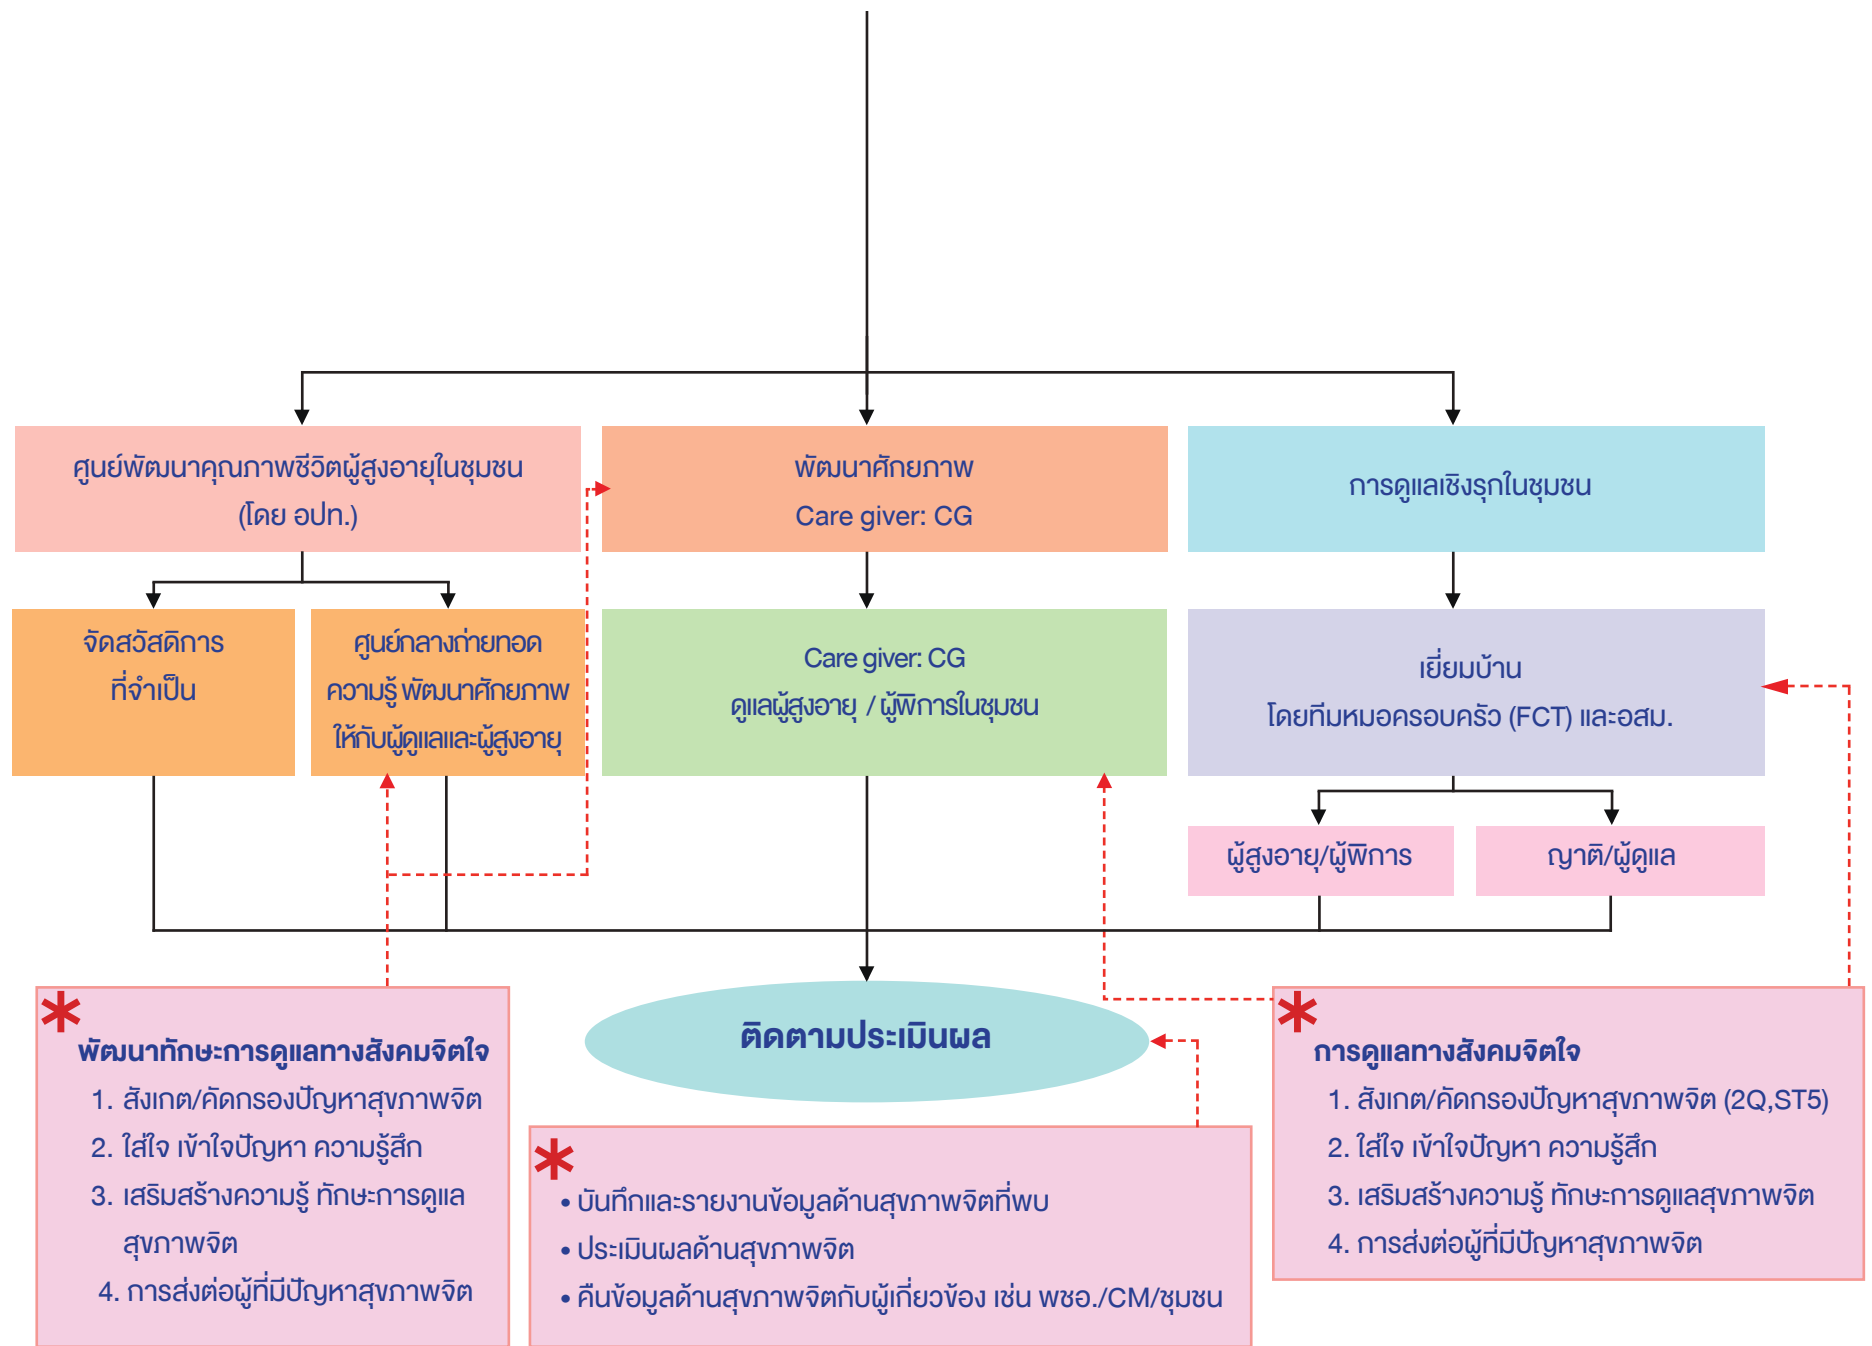 ศูนย์พัฒนาคุณภาพชีวิตผู้สูงอายุในชุมชน
(โดย อปท.)
พัฒนาศักยภาพ
Care giver: CG
การดูแลเชิงรุกในชุมชน
จัดสวัสดิการ
ที่จำเป็น
ศูนย์กลางถ่ายทอด
ความรู้ พัฒนาศักยภาพ
ให้กับผู้ดูแลและผู้สูงอายุ
Care giver: CG
ดูแลผู้สูงอายุ / ผู้พิการในชุมชน
เยี่ยมบ้าน
โดยทีมหมอครอบครัว (FCT) และอสม.
ผู้สูงอายุ/ผู้พิการ
ญาติ/ผู้ดูแล
พัฒนาทักษะการดูแลทางสังคมจิตใจ
1. สังเกต/คัดกรองปัญหาสุขภาพจิต
2. ใส่ใจ เข้าใจปัญหา ความรู้สึก
3. เสริมสร้างความรู้ ทักษะการดูแล
สุขภาพจิต
4. การส่งต่อผู้ที่มีปัญหาสุขภาพจิต
ติดตามประเมินผล
• บันทึกและรายงานข้อมูลด้านสุขภาพจิตที่พบ
• ประเมินผลด้านสุขภาพจิต
• คืนข้อมูลด้านสุขภาพจิตกับผู้เกี่ยวข้อง เช่น พชอ./CM/ชุมชน
การดูแลทางสังคมจิตใจ
1. สังเกต/คัดกรองปัญหาสุขภาพจิต (2Q,ST5)
2. ใส่ใจ เข้าใจปัญหา ความรู้สึก
3. เสริมสร้างความรู้ ทักษะการดูแลสุขภาพจิต
4. การส่งต่อผู้ที่มีปัญหาสุขภาพจิต